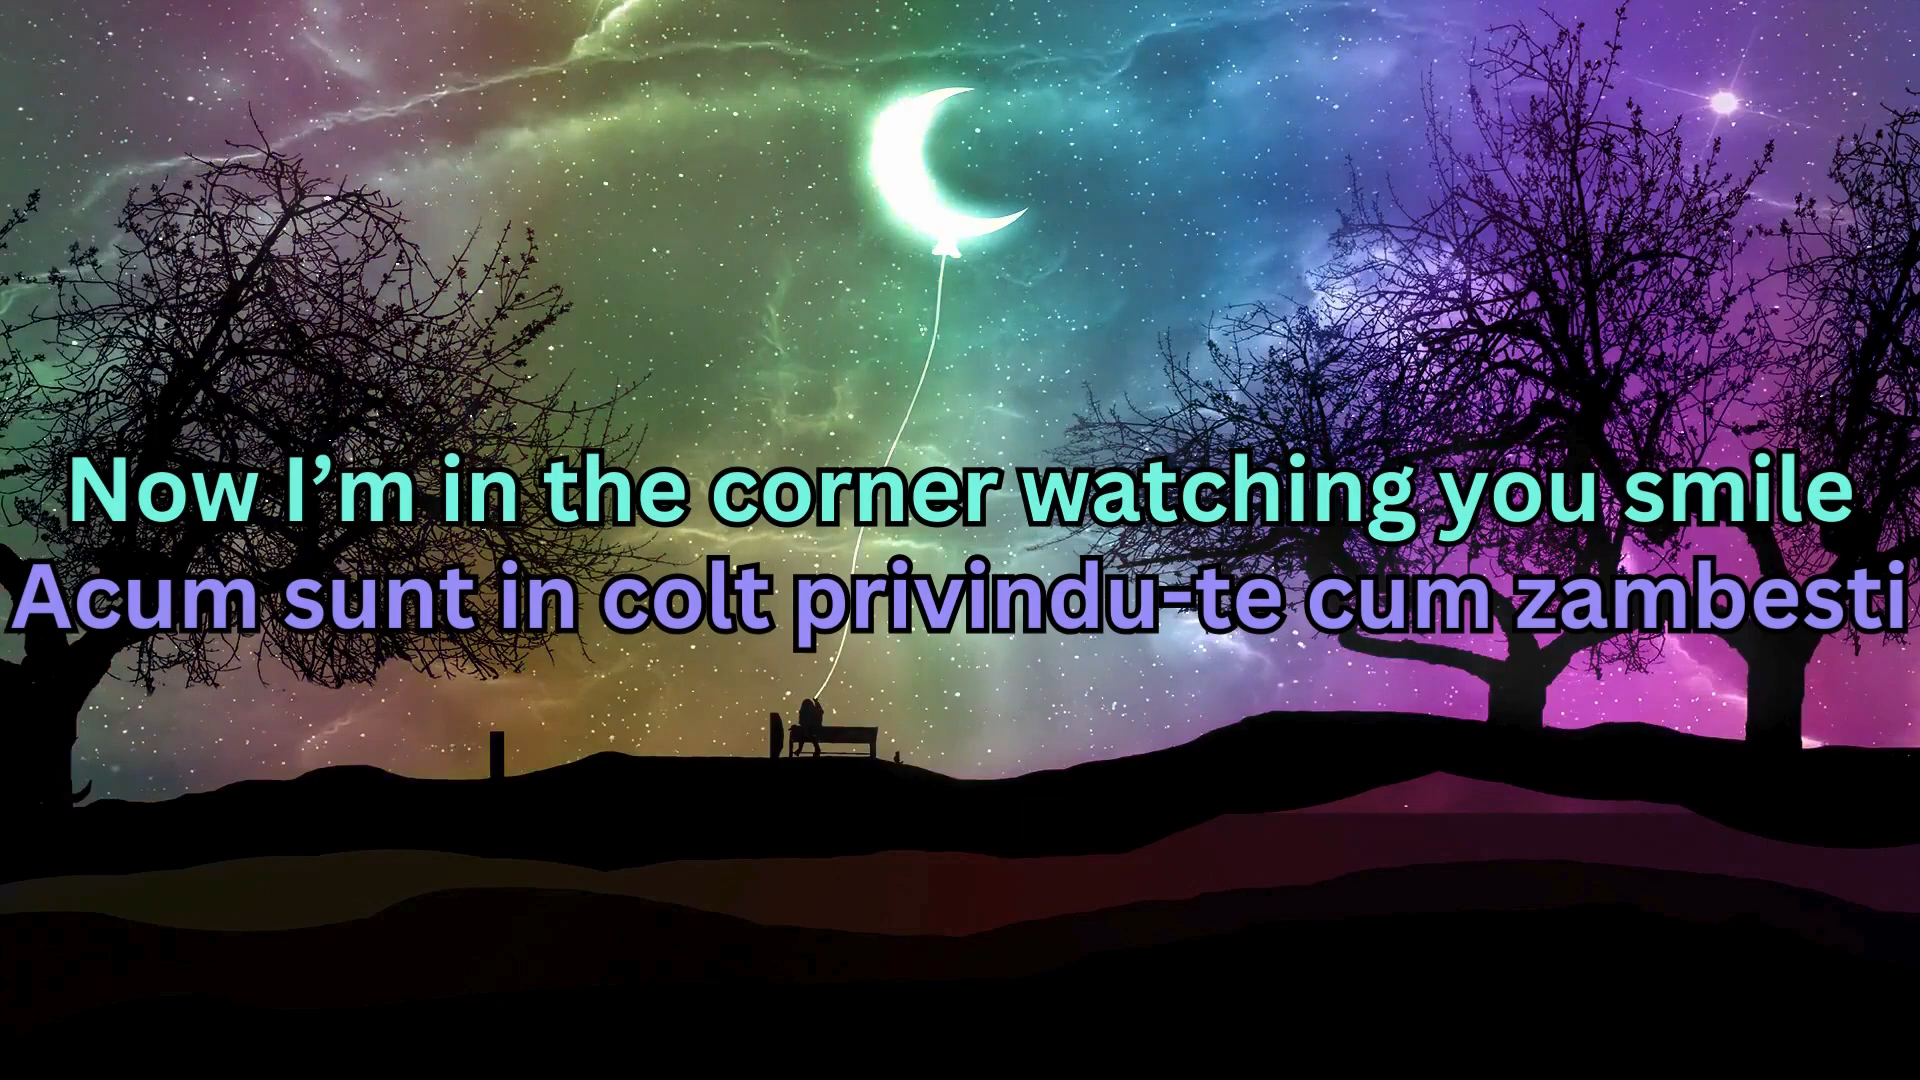 Now I’m in the corner watching you smile
Acum sunt in colt privindu-te cum zambesti